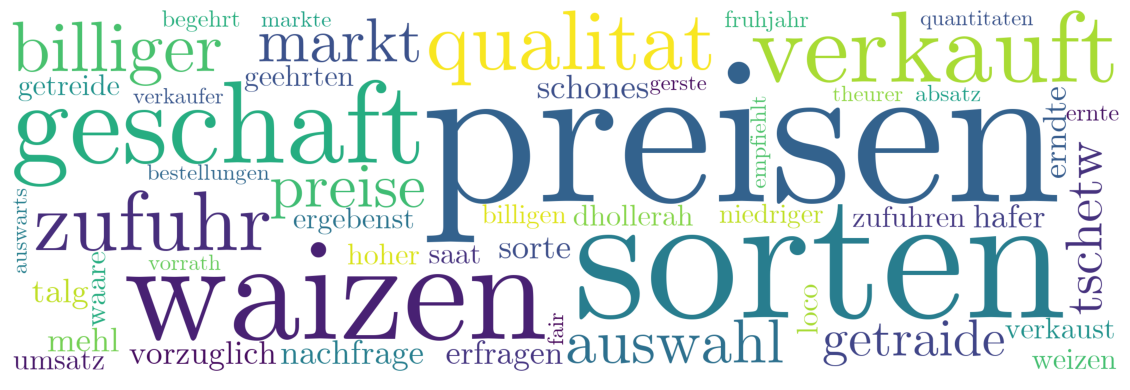 begehrt markte fruhjahr quantitaten
billiger markt qualitat verkauft
getreide geehrten schones gerste theurer absatz
verkaufer
geschaft preisen empfiehlt erndte ernte
bestellungen
preise
auswarts zufuhr ergebenst billigen dhollerah niedriger zufuhren hafer tschetw
hoher saat sorte
vorrath
waizen sorten
talg waare loco
mehl fair getraide verkaust
umsatz vorzuglich nachfrage erfragen auswahl weizen